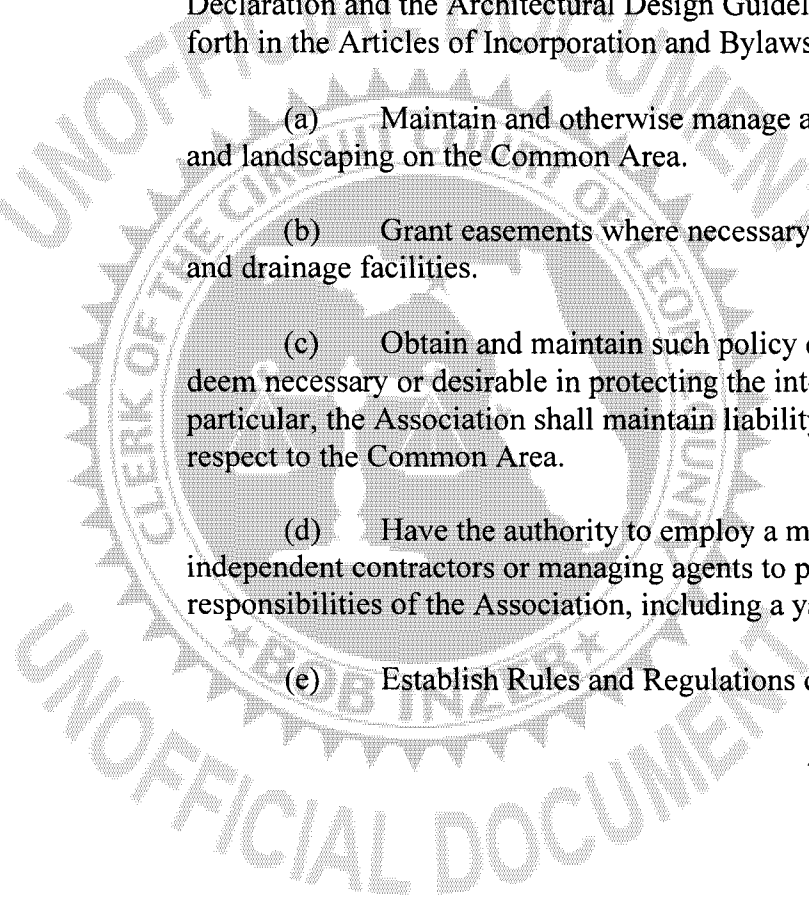 Declaration and the Architectural Design
forth in the Articles of Incorporation and Bylaws
(a) Maintain and otherwise manage
and landscaping on the Common Area.
(b) Grant easements where necessary
and drainage facilities.
(c) Obtain and maintain such policy
deem necessary or desirable in protecting the
particular, the Association shall maintain liability
respect to the Common Area.
(d) Have the authority to employ a
independent contractors or managing agents to
responsibilities of the Association, including a
(e) Establish Rules and Regulations
UNOFFICIAL DOCUMENT
CLERK OF THE CIRCUIT COURT OF LEON COUNTY
BOB INZER
UNOFFICIAL DOCUMENT